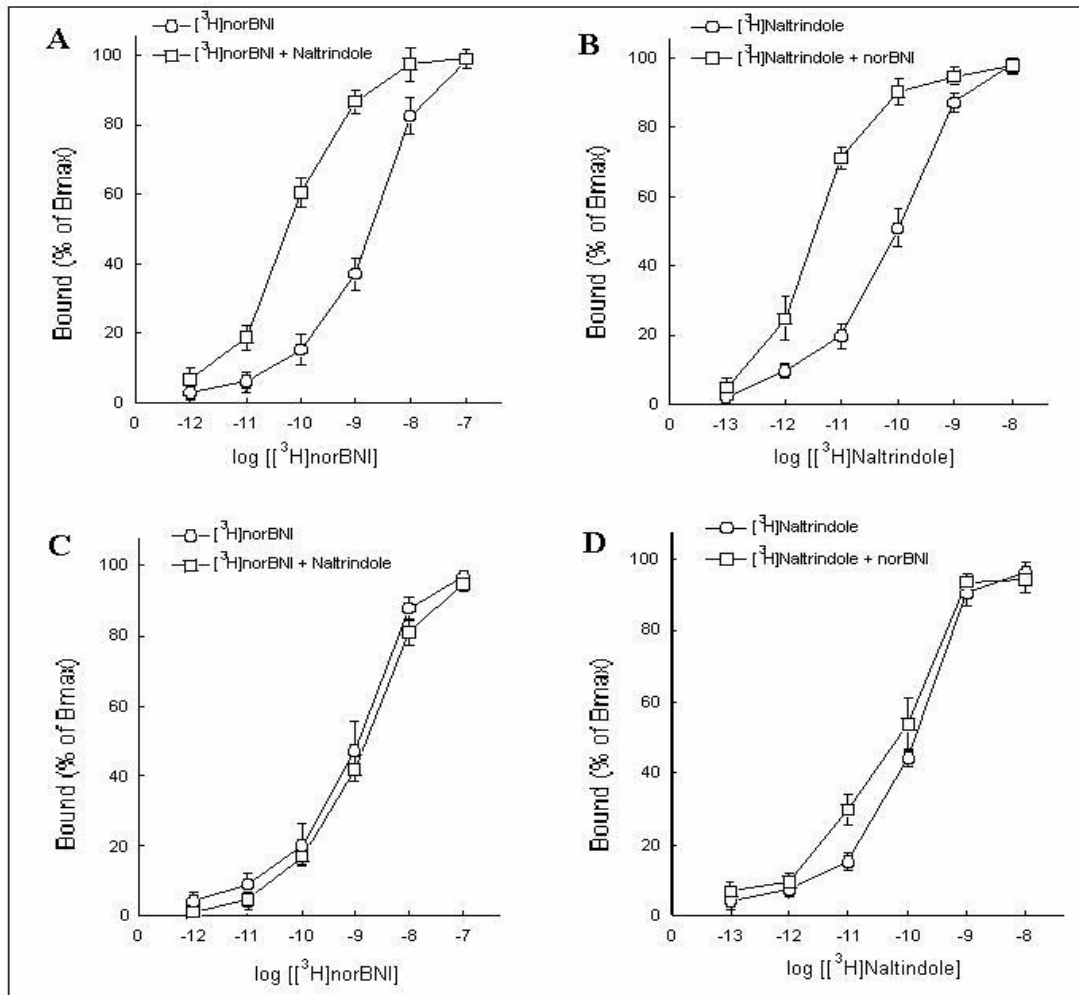 A
[³H]norBNI
[³H]norBNI + Naltrindole
Bound (% of Bmax)
100
80
60
40
20
0
0 -12 -11 -10 -9 -8 -7
log [[³H]norBNI]
B
[³H]Naltrindole
[³H]Naltrindole + norBNI
Bound (% of Bmax)
100
80
60
40
20
0
0 -13 -12 -11 -10 -9 -8
log [[³H]Naltrindole]
C
[³H]norBNI
[³H]norBNI + Naltrindole
Bound (% of Bmax)
100
80
60
40
20
0
0 -12 -11 -10 -9 -8 -7
log [[³H]norBNI]
D
[³H]Naltrindole
[³H]Naltrindole + norBNI
Bound (% of Bmax)
100
80
60
40
20
0
0 -13 -12 -11 -10 -9 -8
log [[³H]Naltindole]